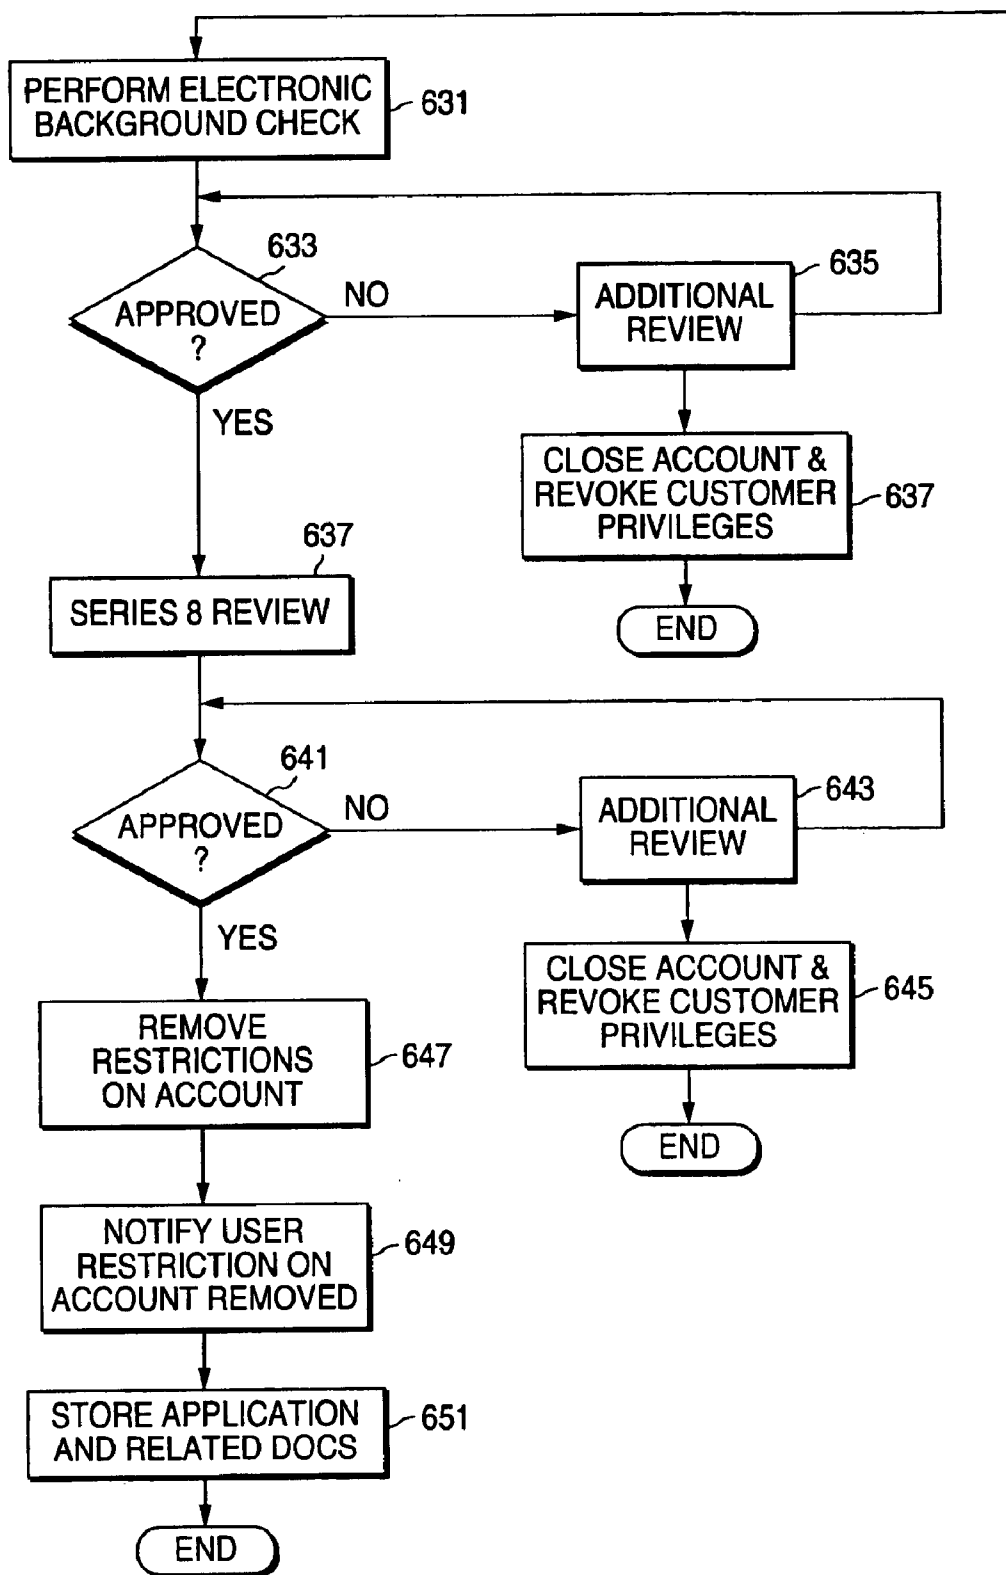 PERFORM ELECTRONIC
BACKGROUND CHECK
631
633
APPROVED
?
NO
635
ADDITIONAL
REVIEW
YES
CLOSE ACCOUNT &
REVOKE CUSTOMER
PRIVILEGES
637
END
637
SERIES 8 REVIEW
641
APPROVED
?
NO
643
ADDITIONAL
REVIEW
YES
CLOSE ACCOUNT &
REVOKE CUSTOMER
PRIVILEGES
645
END
REMOVE
RESTRICTIONS
ON ACCOUNT
647
NOTIFY USER
RESTRICTION ON
ACCOUNT REMOVED
649
STORE APPLICATION
AND RELATED DOCS
651
END